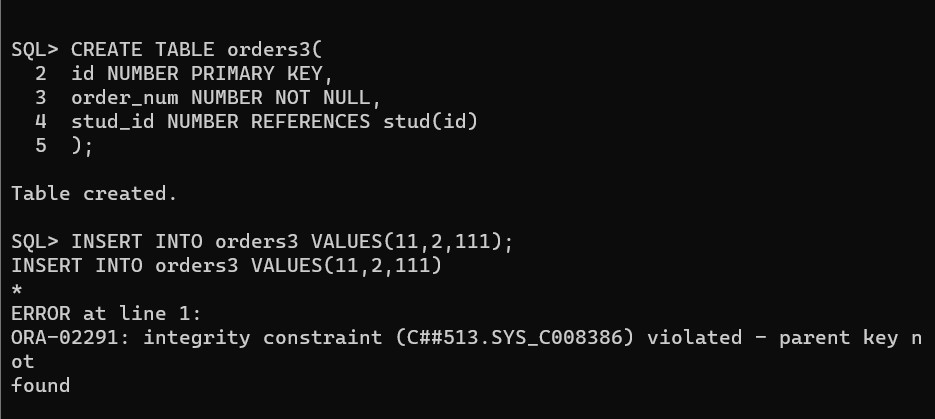 SQL> CREATE TABLE orders3(
  2  id NUMBER PRIMARY KEY,
  3  order_num NUMBER NOT NULL,
  4  stud_id NUMBER REFERENCES stud(id)
  5  );
Table created.
SQL> INSERT INTO orders3 VALUES(11,2,111);
INSERT INTO orders3 VALUES(11,2,111)
*
ERROR at line 1:
ORA-02291: integrity constraint (C##513.SYS_C008386) violated - parent key n
ot
found